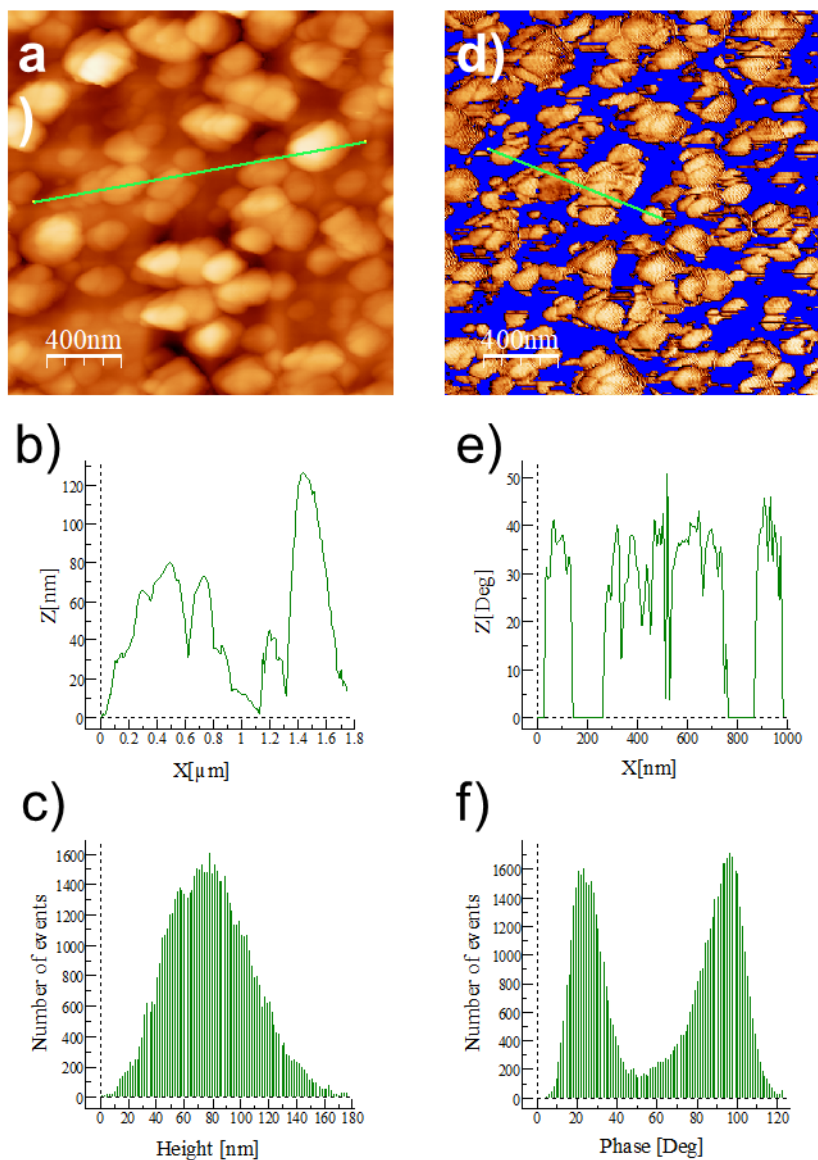 a
)
400nm
d)
400nm
b)
120
100
80
60
40
20
0
Z[nm]
0 0.2 0.4 0.6 0.8 1 1.2 1.4 1.6 1.8
X[µm]
e)
50
40
30
20
10
0
Z[Deg]
0 200 400 600 800 1000
X[nm]
c)
1600
1400
1200
1000
800
600
400
200
0
Number of events
0 20 40 60 80 100 120 140 160 180
Height [nm]
f)
1600
1400
1200
1000
800
600
400
200
0
Number of events
0 20 40 60 80 100 120
Phase [Deg]